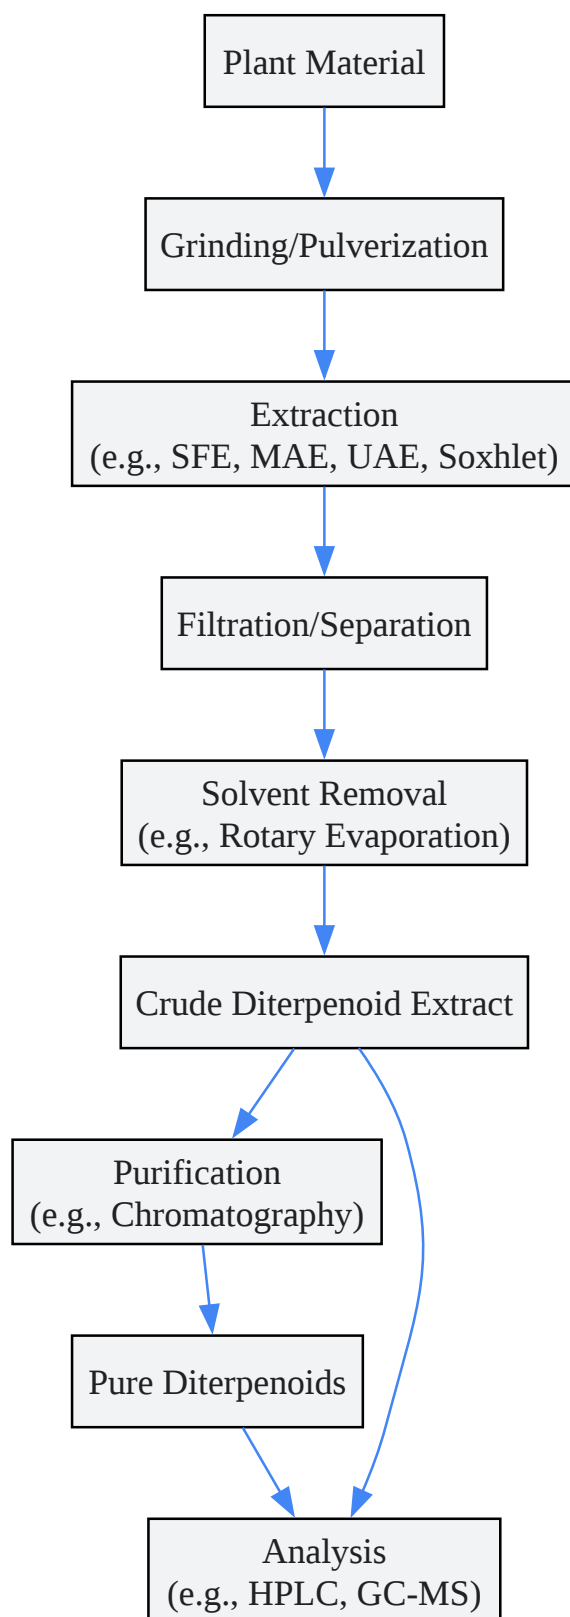 Plant Material
Grinding/Pulverization
Extraction
(e.g., SFE, MAE, UAE, Soxhlet)
Filtration/Separation
Solvent Removal
(e.g., Rotary Evaporation)
Crude Diterpenoid Extract
Purification
(e.g., Chromatography)
Pure Diterpenoids
Analysis
(e.g., HPLC, GC-MS)